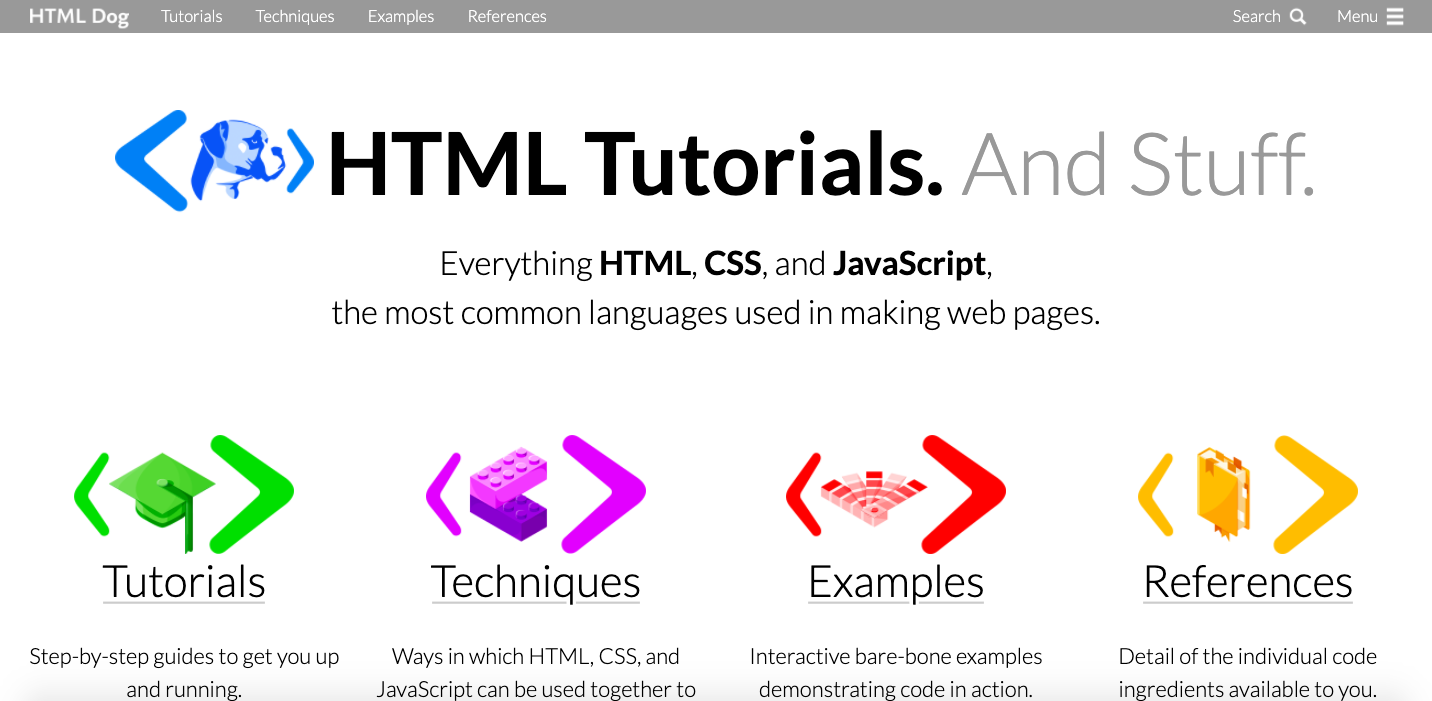 HTML Dog Tutorials Techniques Examples References Search Menu
HTML Tutorials. And Stuff.
Everything HTML, CSS, and JavaScript,
the most common languages used in making web pages.
Tutorials
Step-by-step guides to get you up
and running.
Techniques
Ways in which HTML, CSS, and
JavaScript can be used together to
Examples
Interactive bare-bone examples
demonstrating code in action.
References
Detail of the individual code
ingredients available to you.